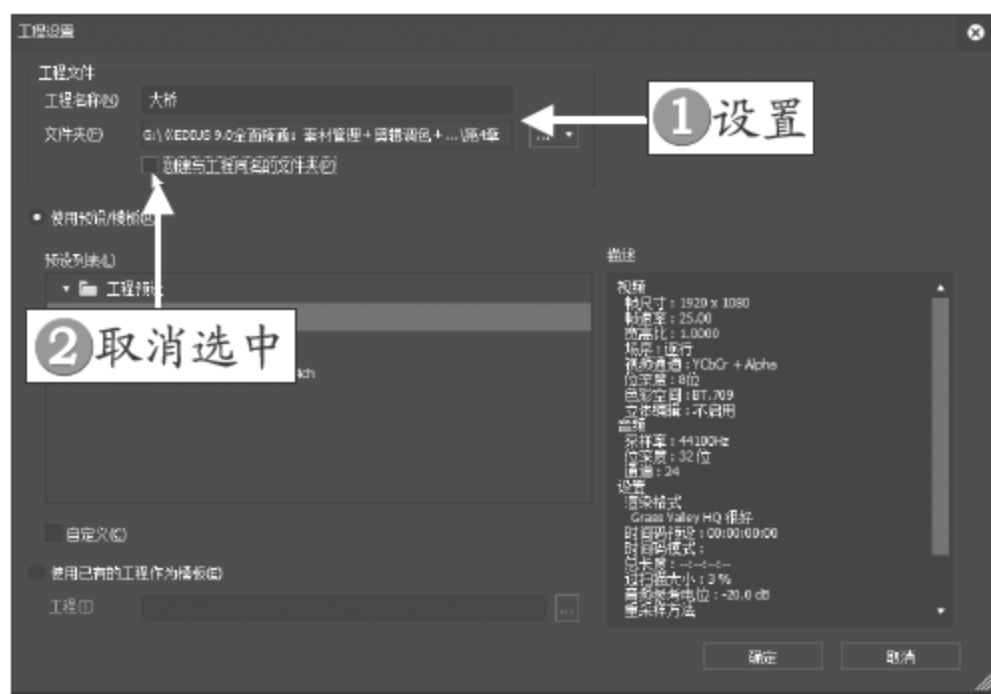 工程设置
工程文件
工程名称(N) 大桥
文件夹(F) G:\《EDIUS 9.0全面精通：素材管理+剪辑调色+...\第4章 ...
创建与工程同名的文件夹(P)
1 设置
使用预设/模板
预设列表(L)
工程预设
2 取消选中
4ch
自定义(C)
使用已有的工程作为模板(E)
工程(T) ...
描述
视频
帧尺寸：1920 x 1080
帧速率：25.00
宽高比：1.0000
场序：逐行
视频通道：YCbCr + Alpha
位深度：8位
色彩空间：BT.709
立体编辑：不启用
音频
采样率：44100Hz
位深度：32 位
通道：24
设置
渲染格式
Grass Valley HQ 很好
时间码预设：00:00:00:00
时间码模式：
总长度：--:--:--:--
过扫描大小：3 %
音频参考电位：-20.0 dB
重采样方法
确定
取消